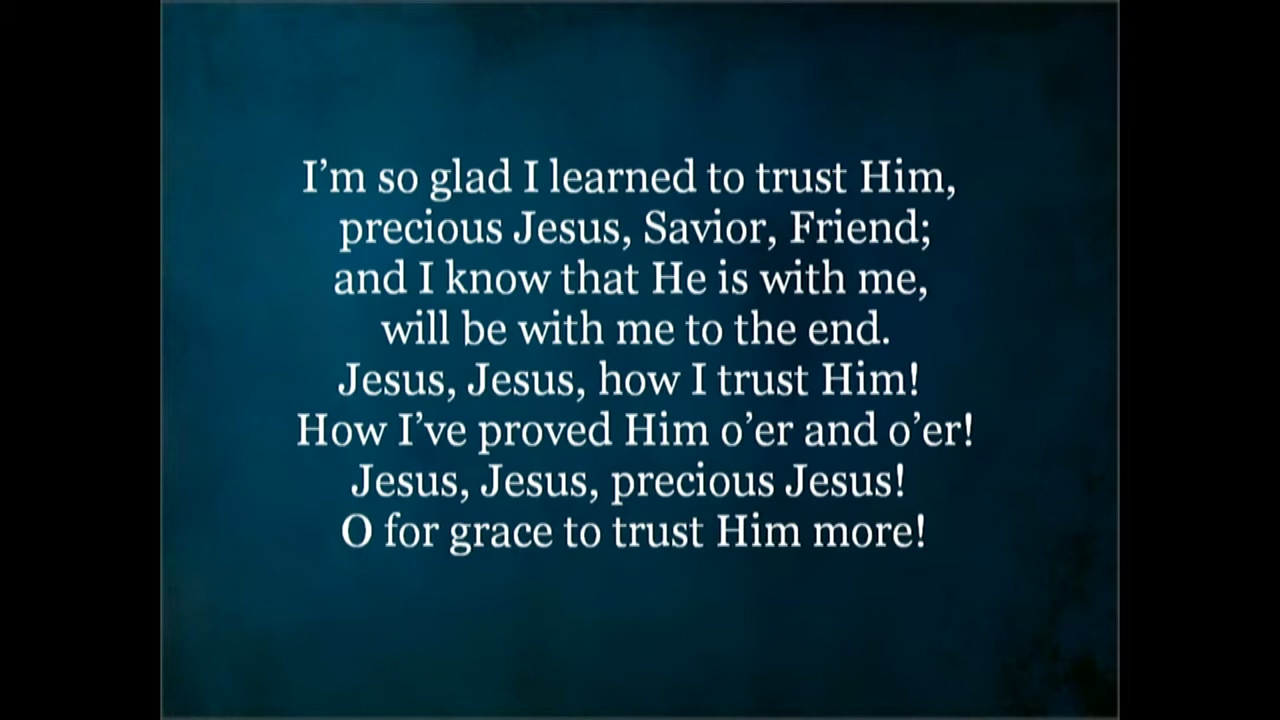 I’m so glad I learned to trust Him,
precious Jesus, Savior, Friend;
and I know that He is with me,
will be with me to the end.
Jesus, Jesus, how I trust Him!
How I’ve proved Him o’er and o’er!
Jesus, Jesus, precious Jesus!
O for grace to trust Him more!